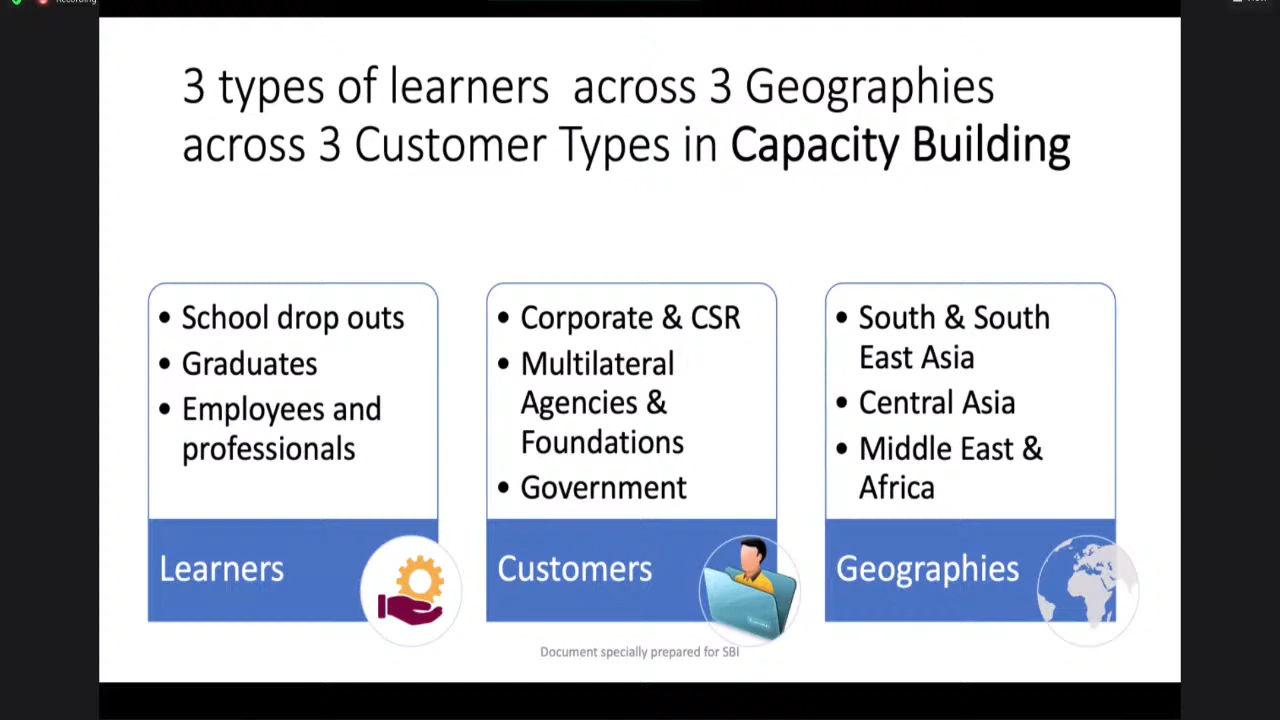 Recording
View
3 types of learners across 3 Geographies
across 3 Customer Types in Capacity Building
• School drop outs
• Graduates
• Employees and
professionals
Learners
• Corporate & CSR
• Multilateral
Agencies &
Foundations
• Government
Customers
• South & South
East Asia
• Central Asia
• Middle East &
Africa
Geographies
Document specially prepared for SBI